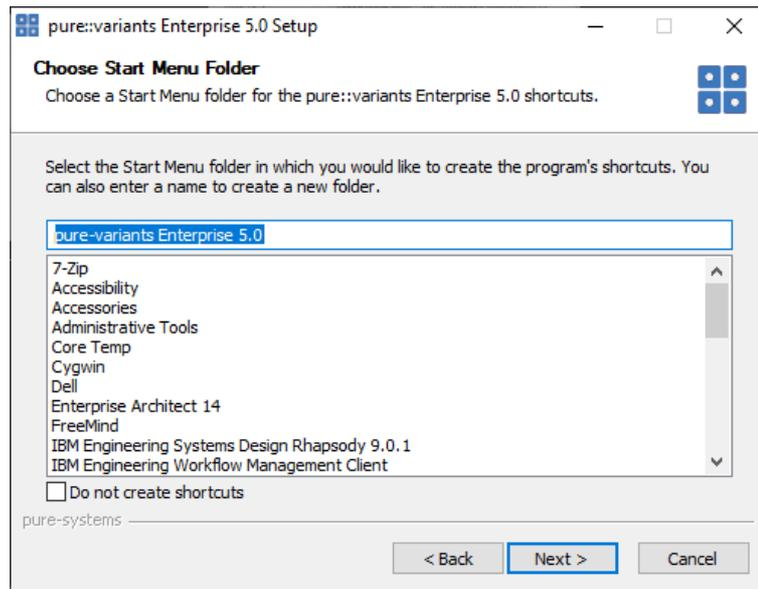 pure::variants Enterprise 5.0 Setup
Choose Start Menu Folder
Choose a Start Menu folder for the pure::variants Enterprise 5.0 shortcuts.
Select the Start Menu folder in which you would like to create the program's shortcuts. You
can also enter a name to create a new folder.
pure-variants Enterprise 5.0
7-Zip
Accessibility
Accessories
Administrative Tools
Core Temp
Cygwin
Dell
Enterprise Architect 14
FreeMind
IBM Engineering Systems Design Rhapsody 9.0.1
IBM Engineering Workflow Management Client
Do not create shortcuts
pure-systems
< Back Next > Cancel